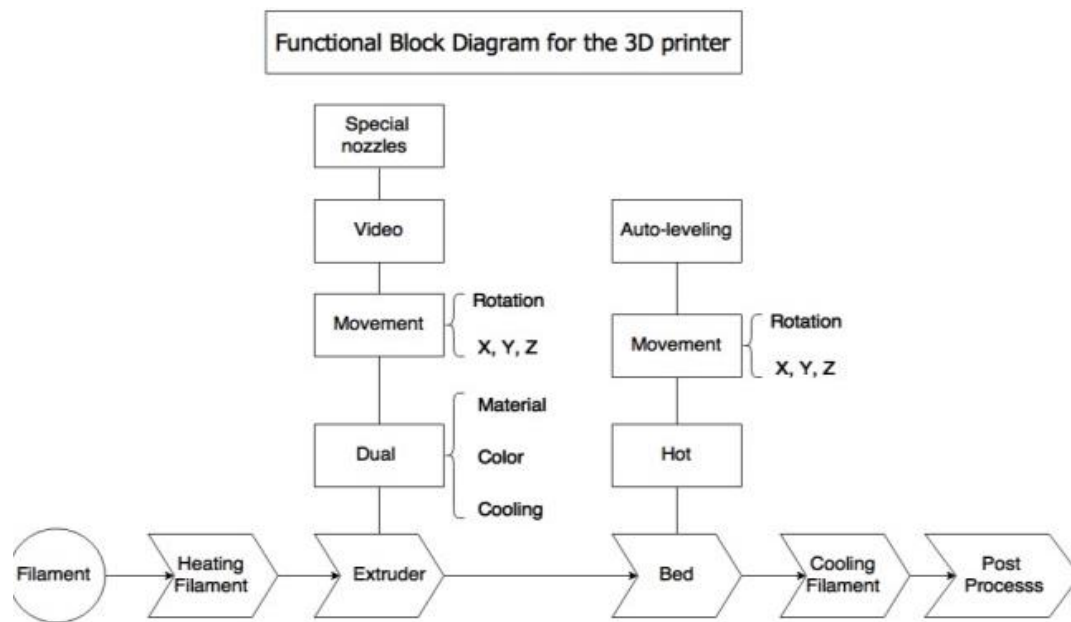 Functional Block Diagram for the 3D printer
Special
nozzles
Video
Movement
Rotation
X, Y, Z
Dual
Material
Color
Cooling
Auto-leveling
Movement
Rotation
X, Y, Z
Hot
Filament
Heating
Filament
Extruder
Bed
Cooling
Filament
Post
Processs